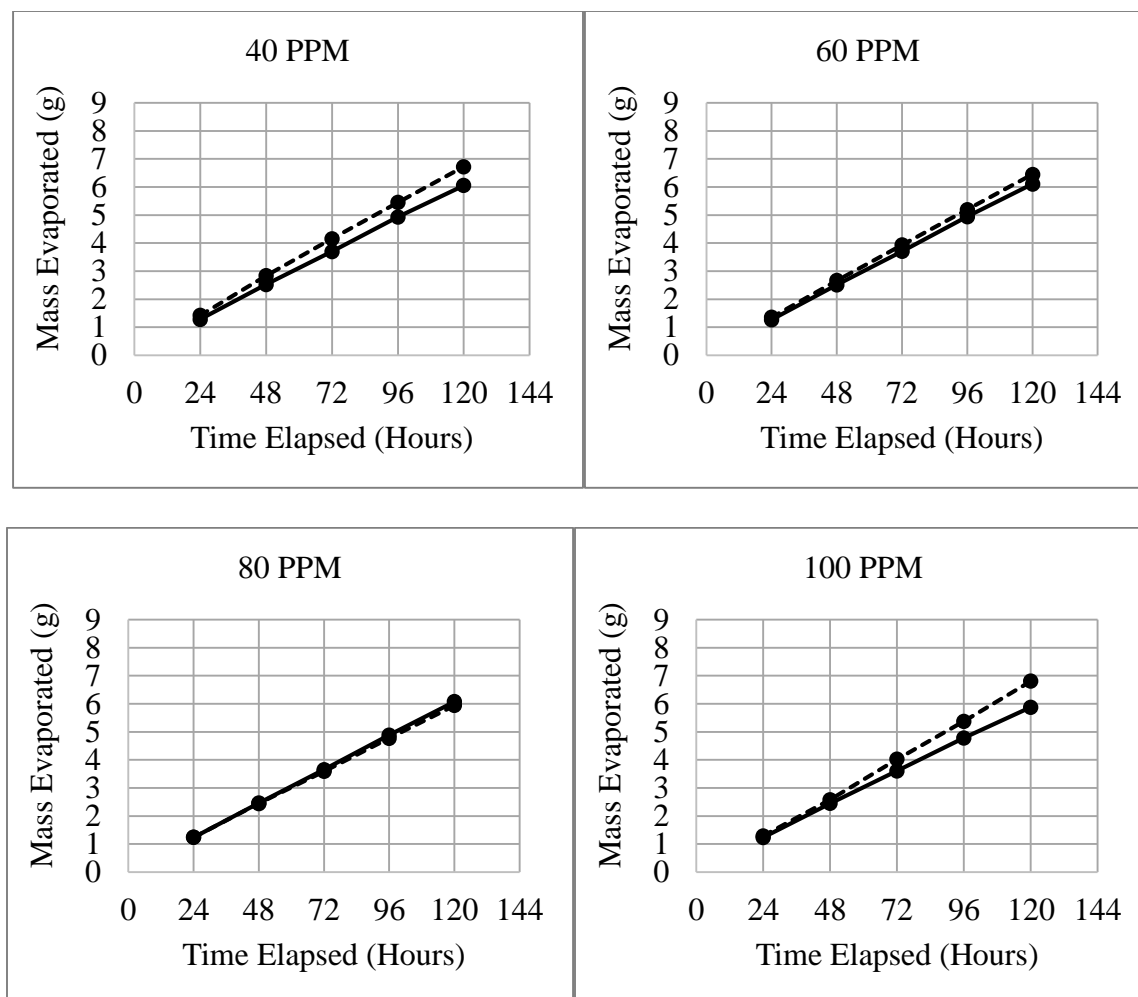 40 PPM
Mass Evaporated (g)
9
8
7
6
5
4
3
2
1
0
0 24 48 72 96 120 144
Time Elapsed (Hours)
60 PPM
Mass Evaporated (g)
9
8
7
6
5
4
3
2
1
0
0 24 48 72 96 120 144
Time Elapsed (Hours)
80 PPM
Mass Evaporated (g)
9
8
7
6
5
4
3
2
1
0
0 24 48 72 96 120 144
Time Elapsed (Hours)
100 PPM
Mass Evaporated (g)
9
8
7
6
5
4
3
2
1
0
0 24 48 72 96 120 144
Time Elapsed (Hours)